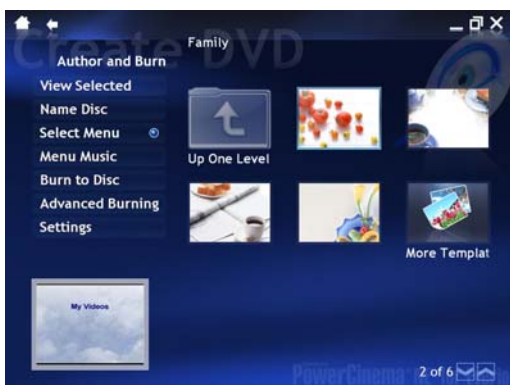 Create DVD
Family
Author and Burn
View Selected
Name Disc
Select Menu
Menu Music
Burn to Disc
Advanced Burning
Settings
Up One Level
More Templat
My Videos
PowerCinema
2 of 6